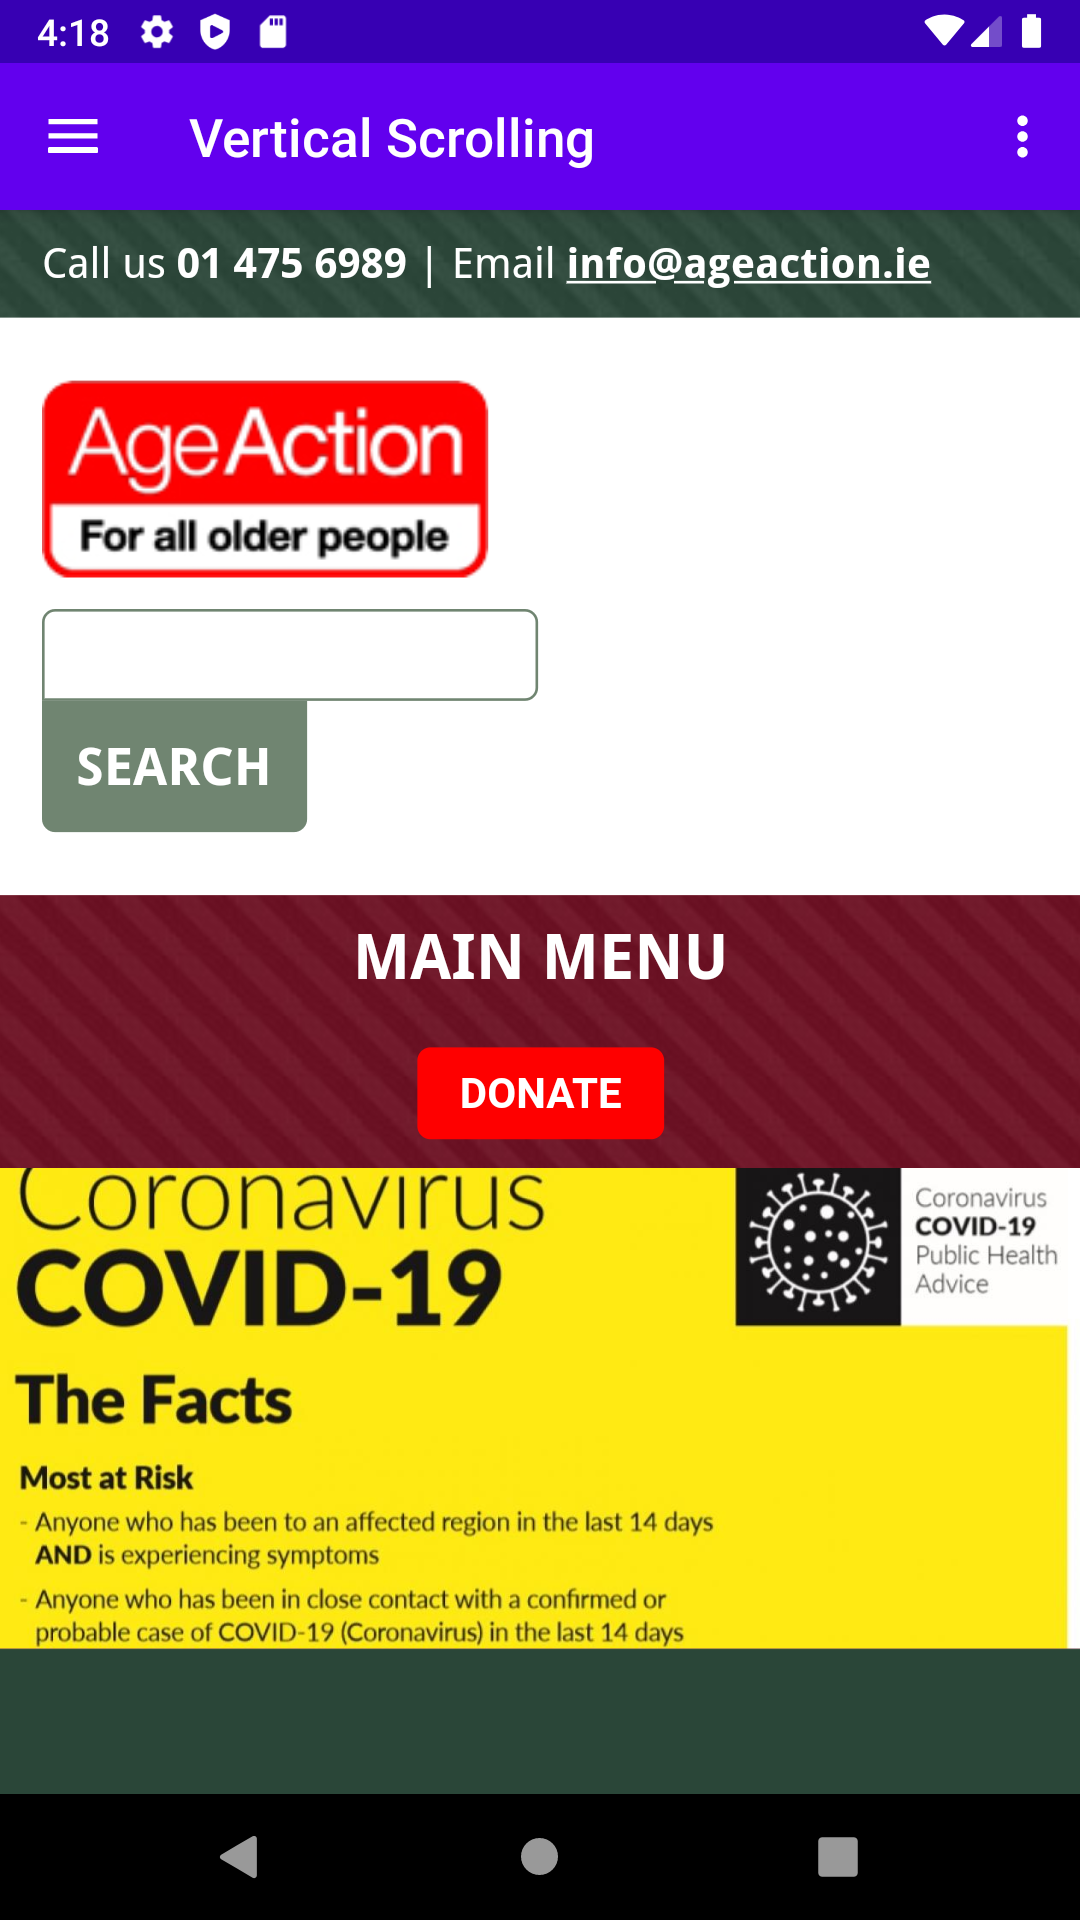 4:18
Vertical Scrolling
Call us 01 475 6989 | Email info@ageaction.ie
AgeAction
For all older people
SEARCH
MAIN MENU
DONATE
Coronavirus
COVID-19
Coronavirus
COVID-19
Public Health
Advice
The Facts
Most at Risk
- Anyone who has been to an affected region in the last 14 days
AND is experiencing symptoms
- Anyone who has been in close contact with a confirmed or
probable case of COVID-19 (Coronavirus) in the last 14 days